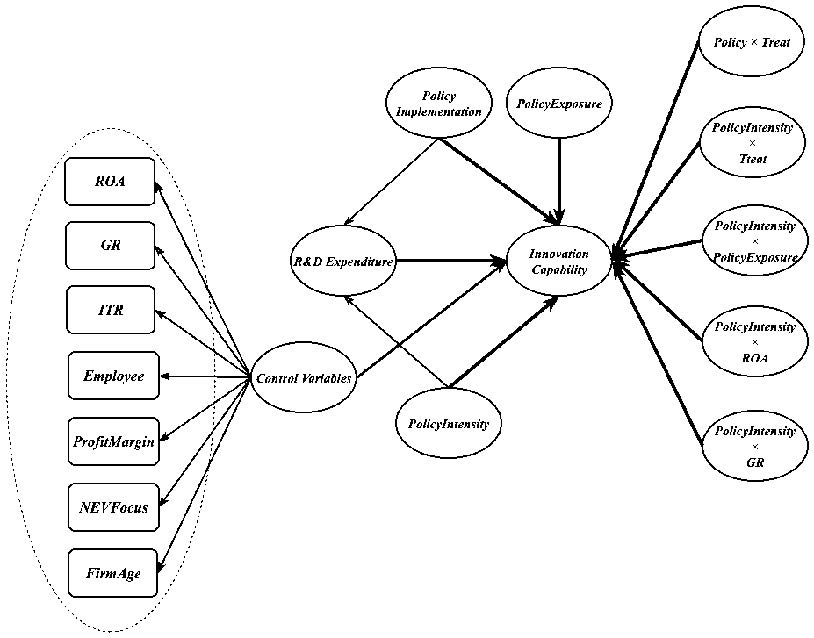 Policy × Treat
Policy
Implementation
PolicyExposure
PolicyIntensity
×
Treat
ROA
GR
PolicyIntensity
×
PolicyExposure
R&D Expenditure
Innovation
Capability
ITR
PolicyIntensity
×
ROA
Employee
Control Variables
ProfitMargin
PolicyIntensity
PolicyIntensity
×
GR
NEVFocus
FirmAge